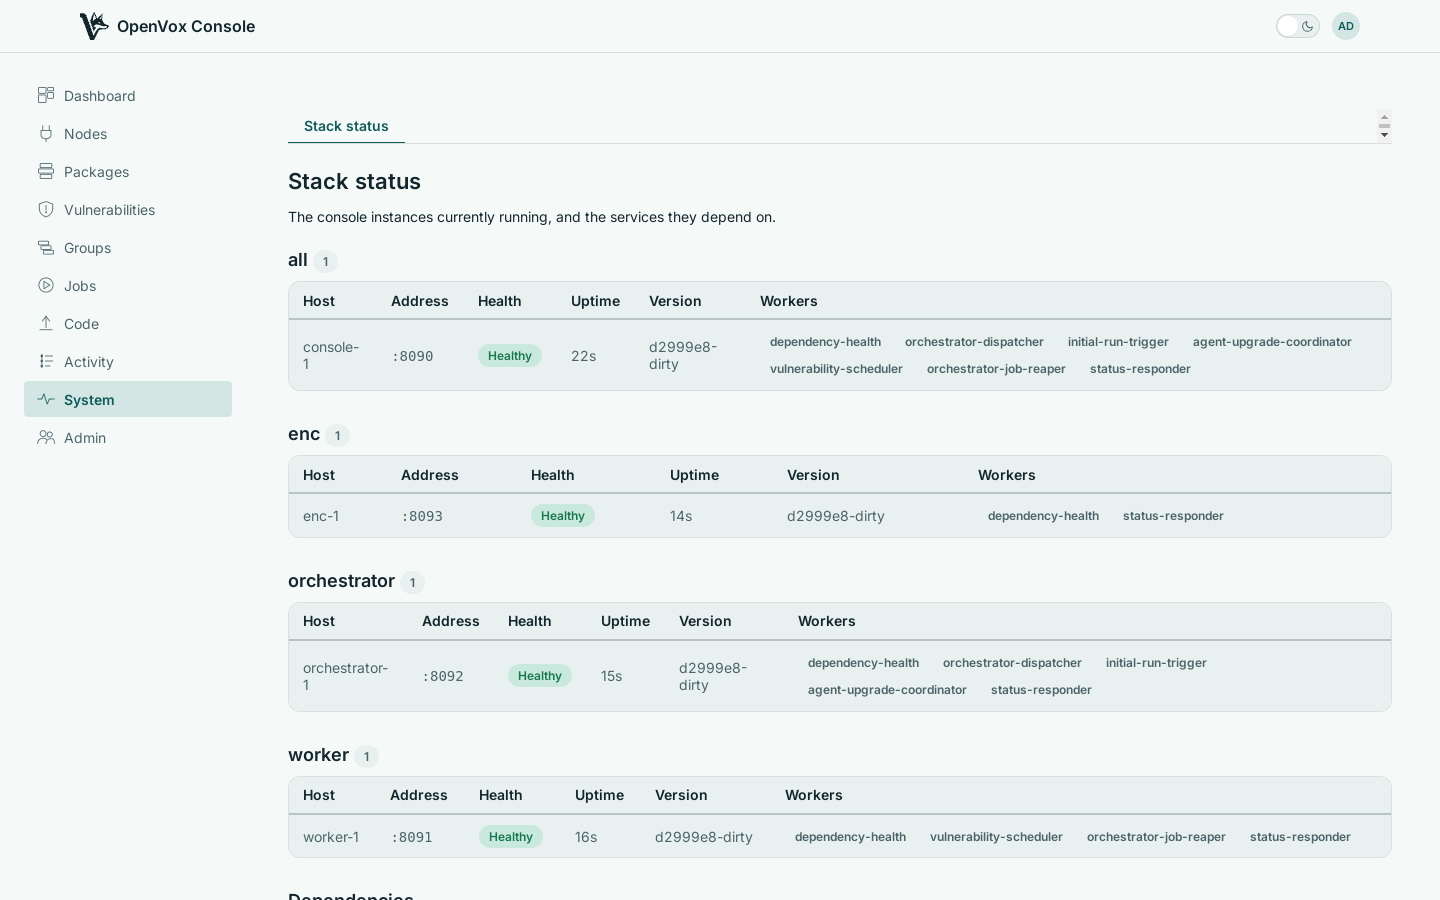 OpenVox Console
AD
Dashboard
Nodes
Packages
Vulnerabilities
Groups
Jobs
Code
Activity
System
Admin
Stack status
Stack status
The console instances currently running, and the services they depend on.
all 1
Host Address Health Uptime Version Workers
console-1 :8090 Healthy 22s d2999e8-dirty dependency-health orchestrator-dispatcher initial-run-trigger agent-upgrade-coordinator
vulnerability-scheduler orchestrator-job-reaper status-responder
enc 1
Host Address Health Uptime Version Workers
enc-1 :8093 Healthy 14s d2999e8-dirty dependency-health status-responder
orchestrator 1
Host Address Health Uptime Version Workers
orchestrator-1 :8092 Healthy 15s d2999e8-dirty dependency-health orchestrator-dispatcher initial-run-trigger
agent-upgrade-coordinator status-responder
worker 1
Host Address Health Uptime Version Workers
worker-1 :8091 Healthy 16s d2999e8-dirty dependency-health vulnerability-scheduler orchestrator-job-reaper status-responder
Dependencies